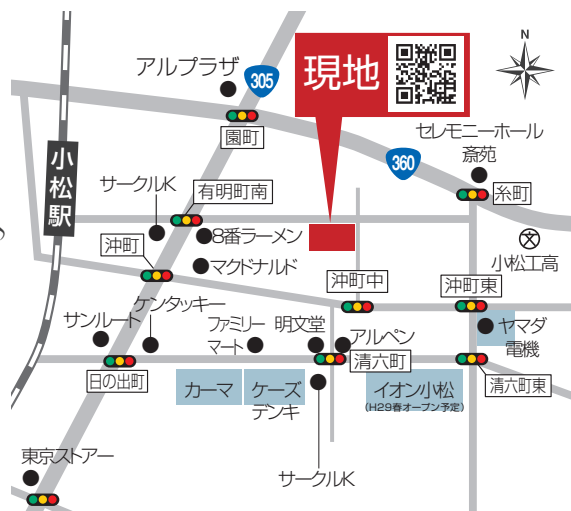 アルプラザ
305
現地
N
園町
360
セレモニーホール
斎苑
小松駅
サークルK
有明町南
糸町
8番ラーメン
沖町
小松工高
マクドナルド
沖町中
沖町東
ケンタッキー
サンルート
ファミリー
マート
明文堂
アルペン
ヤマダ
電機
日の出町
清六町
カーマ
ケーズ
デンキ
イオン小松
(H29春オープン予定)
清六町東
東京ストアー
サークルK